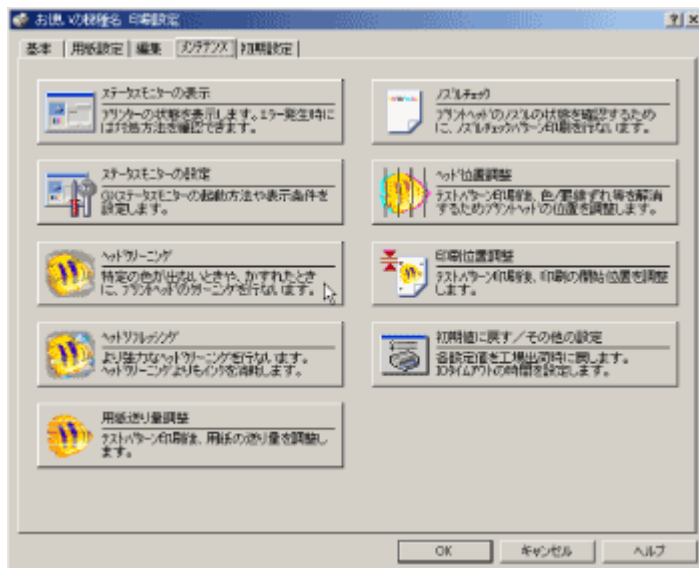 お使いの機種名 印刷設定
基本 用紙設定 編集 メンテナンス 初期設定
ステータスモニターの表示
プリンターの状態を表示します。エラー発生時に
は対処方法を確認できます。
ステータスモニターの設定
GXステータスモニターの起動方法や表示条件を
設定します。
ヘッドクリーニング
特定の色が出ないときや、かすれたとき
に、プリントヘッドのクリーニングを行ないます。
ヘッドリフレッシング
より強力なヘッドクリーニングを行ないます。
ヘッドクリーニングよりもインクを消耗します。
用紙送り量調整
テストパターン印刷後、用紙の送り量を調整し
ます。
ノズルチェック
プリントヘッドのノズルの状態を確認するため
に、ノズルチェックパターン印刷を行ないます。
ヘッド位置調整
テストパターン印刷後、色/罫線ずれ等を解消
するためプリントヘッドの位置を調整します。
印刷位置調整
テストパターン印刷後、印刷の開始位置を調整
します。
初期値に戻す/その他の設定
各設定値を工場出荷時に戻します。
IOタイムアウトの時間を設定します。
OK キャンセル ヘルプ